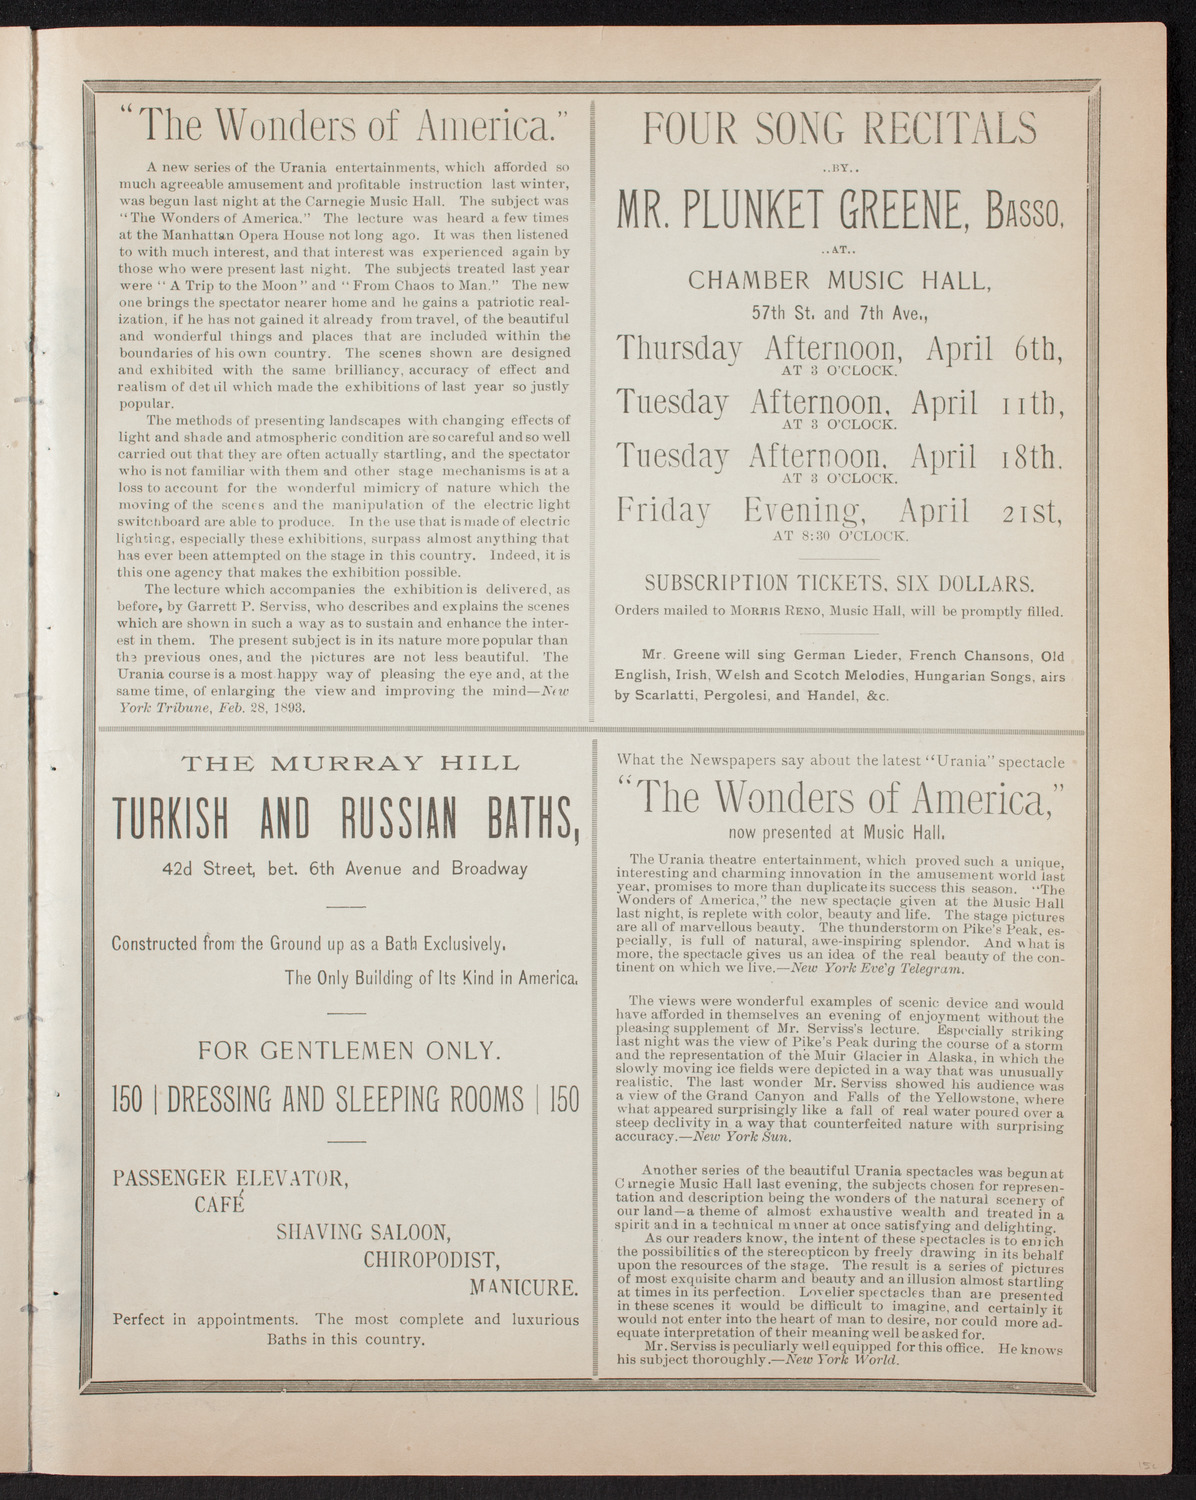 "The Wonders of America."
A new series of the Urania entertainments, which afforded so
much agreeable amusement and profitable instruction last winter,
was begun last night at the Carnegie Music Hall. The subject was
"The Wonders of America." The lecture was heard a few times
at the Manhattan Opera House not long ago. It was then listened
to with much interest, and that interest was experienced again by
those who were present last night. The subjects treated last year
were "A Trip to the Moon" and "From Chaos to Man." The new
one brings the spectator nearer home and he gains a patriotic real-
ization, if he has not gained it already from travel, of the beautiful
and wonderful things and places that are included within the
boundaries of his own country. The scenes shown are designed
and exhibited with the same brilliancy, accuracy of effect and
realism of detail which made the exhibitions of last year so justly
popular.
The methods of presenting landscapes with changing effects of
light and shade and atmospheric condition are so careful and so well
carried out that they are often actually startling, and the spectator
who is not familiar with them and other stage mechanisms is at a
loss to account for the wonderful mimicry of nature which the
moving of the scenes and the manipulation of the electric light
switchboard are able to produce. In the use that is made of electric
lighting, especially these exhibitions, surpass almost anything that
has ever been attempted on the stage in this country. Indeed, it is
this one agency that makes the exhibition possible.
The lecture which accompanies the exhibition is delivered, as
before, by Garrett P. Serviss, who describes and explains the scenes
which are shown in such a way as to sustain and enhance the inter-
est in them. The present subject is in its nature more popular than
the previous ones, and the pictures are not less beautiful. The
Urania course is a most happy way of pleasing the eye and, at the
same time, of enlarging the view and improving the mind—New
York Tribune, Feb. 28, 1893.
FOUR SONG RECITALS
..BY..
MR. PLUNKET GREENE, BASSO,
..AT..
CHAMBER MUSIC HALL,
57th St. and 7th Ave.,
Thursday Afternoon, April 6th,
AT 3 O'CLOCK.
Tuesday Afternoon, April 11th,
AT 3 O'CLOCK.
Tuesday Afternoon, April 18th.
AT 3 O'CLOCK.
Friday Evening, April 21st,
AT 8:30 O'CLOCK.
SUBSCRIPTION TICKETS, SIX DOLLARS.
Orders mailed to MORRIS RENO, Music Hall, will be promptly filled.
Mr. Greene will sing German Lieder, French Chansons, Old
English, Irish, Welsh and Scotch Melodies, Hungarian Songs, airs
by Scarlatti, Pergolesi, and Handel, &c.
THE MURRAY HILL
TURKISH AND RUSSIAN BATHS,
42d Street, bet. 6th Avenue and Broadway
Constructed from the Ground up as a Bath Exclusively.
The Only Building of Its Kind in America.
FOR GENTLEMEN ONLY.
150 | DRESSING AND SLEEPING ROOMS | 150
PASSENGER ELEVATOR,
CAFÉ
SHAVING SALOON,
CHIROPODIST,
MANICURE.
Perfect in appointments. The most complete and luxurious
Baths in this country.
What the Newspapers say about the latest "Urania" spectacle
"The Wonders of America,"
now presented at Music Hall.
The Urania theatre entertainment, which proved such a unique,
interesting and charming innovation in the amusement world last
year, promises to more than duplicate its success this season. "The
Wonders of America," the new spectacle given at the Music Hall
last night, is replete with color, beauty and life. The stage pictures
are all of marvellous beauty. The thunderstorm on Pike's Peak, es-
pecially, is full of natural, awe-inspiring splendor. And what is
more, the spectacle gives us an idea of the real beauty of the con-
tinent on which we live.—New York Eve'g Telegram.
The views were wonderful examples of scenic device and would
have afforded in themselves an evening of enjoyment without the
pleasing supplement of Mr. Serviss's lecture. Especially striking
last night was the view of Pike's Peak during the course of a storm
and the representation of the Muir Glacier in Alaska, in which the
slowly moving ice fields were depicted in a way that was unusually
realistic. The last wonder Mr. Serviss showed his audience was
a view of the Grand Canyon and Falls of the Yellowstone, where
what appeared surprisingly like a fall of real water poured over a
steep declivity in a way that counterfeited nature with surprising
accuracy.—New York Sun.
Another series of the beautiful Urania spectacles was begun at
Carnegie Music Hall last evening, the subjects chosen for represen-
tation and description being the wonders of the natural scenery of
our land—a theme of almost exhaustive wealth and treated in a
spirit and in a technical manner at once satisfying and delighting.
As our readers know, the intent of these spectacles is to enrich
the possibilities of the stereopticon by freely drawing in its behalf
upon the resources of the stage. The result is a series of pictures
of most exquisite charm and beauty and an illusion almost startling
at times in its perfection. Lovelier spectacles than are presented
in these scenes it would be difficult to imagine, and certainly it
would not enter into the heart of man to desire, nor could more ad-
equate interpretation of their meaning well be asked for.
Mr. Serviss is peculiarly well equipped for this office. He knows
his subject thoroughly.—New York World.